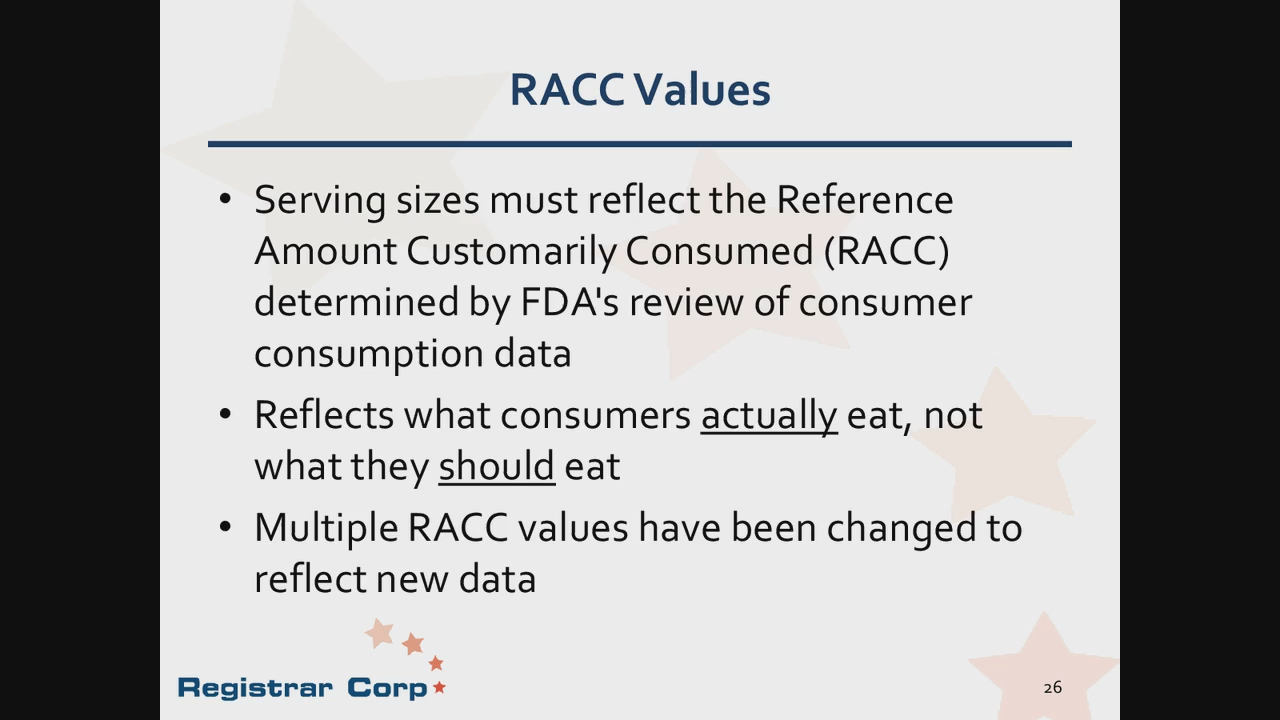 RACC Values
• Serving sizes must reflect the Reference
Amount Customarily Consumed (RACC)
determined by FDA's review of consumer
consumption data
• Reflects what consumers actually eat, not
what they should eat
• Multiple RACC values have been changed to
reflect new data
Registrar Corp
26